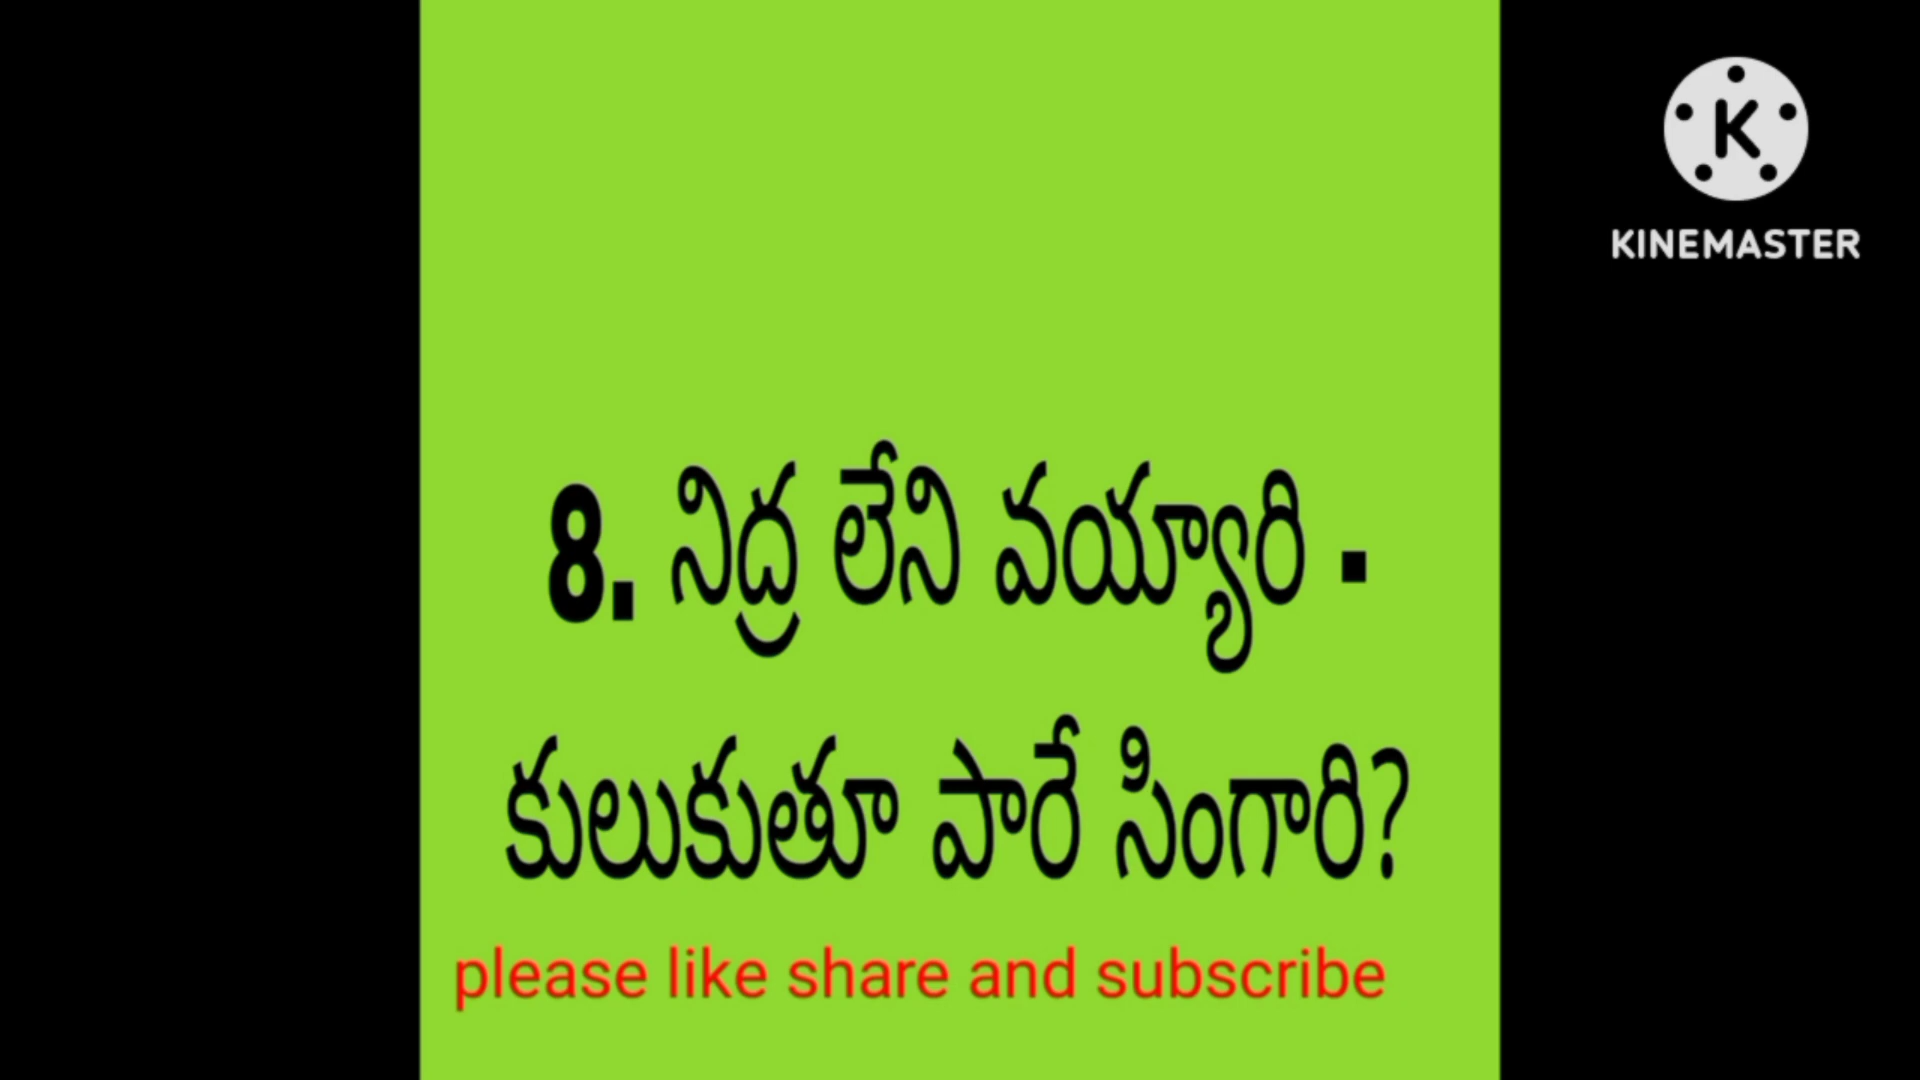 K
KINEMASTER
8. నిద్ర లేని వయ్యారి -
కులుకుతూ పారే సింగారి?
please like share and subscribe